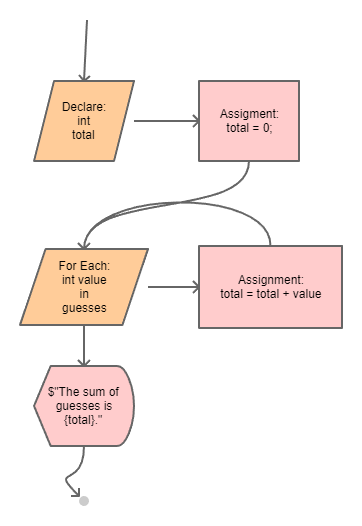 Declare:
int
total
Assigment:
total = 0;
For Each:
int value
in
guesses
Assignment:
total = total + value
$"The sum of
guesses is
{total}."